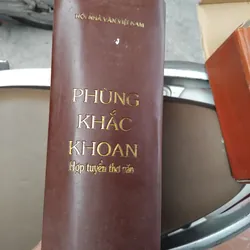 HỘI NHÀ VĂN VIỆT NAM
PHÙNG
KHẮC
KHOAN
Hợp tuyển thơ văn